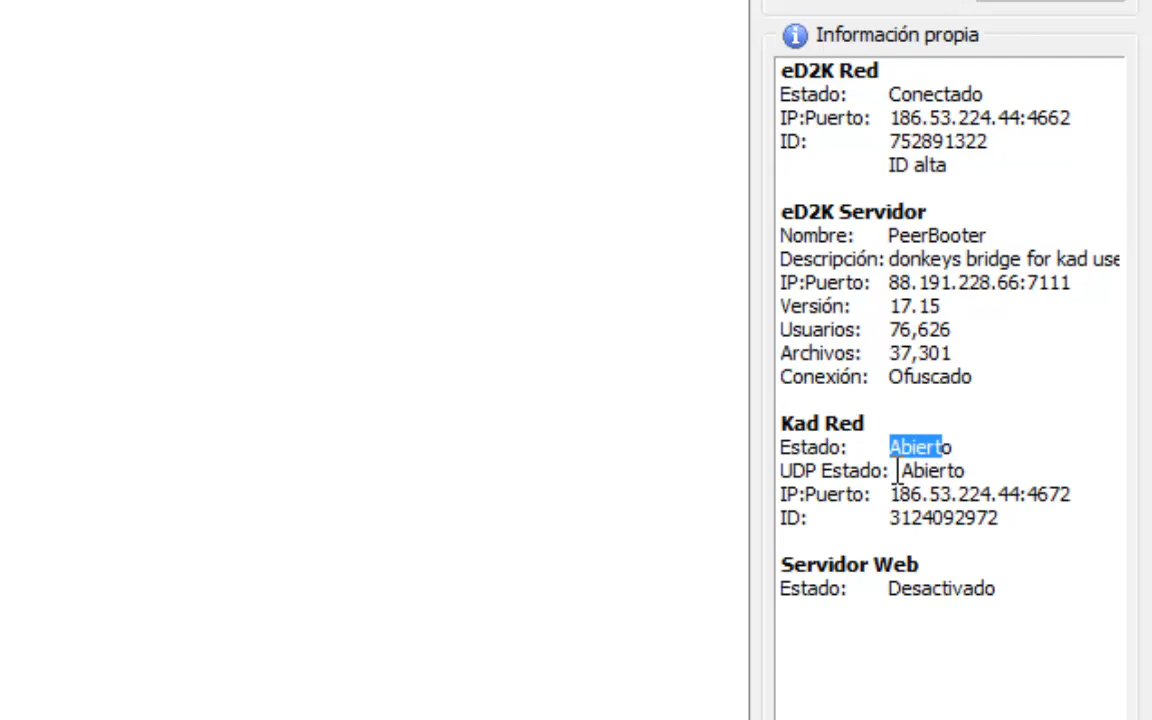 Información propia
eD2K Red
Estado: Conectado
IP:Puerto: 186.53.224.44:4662
ID: 752891322
ID alta
eD2K Servidor
Nombre: PeerBooter
Descripción: donkeys bridge for kad use
IP:Puerto: 88.191.228.66:7111
Versión: 17.15
Usuarios: 76,626
Archivos: 37,301
Conexión: Ofuscado
Kad Red
Estado: Abierto
UDP Estado: Abierto
IP:Puerto: 186.53.224.44:4672
ID: 3124092972
Servidor Web
Estado: Desactivado